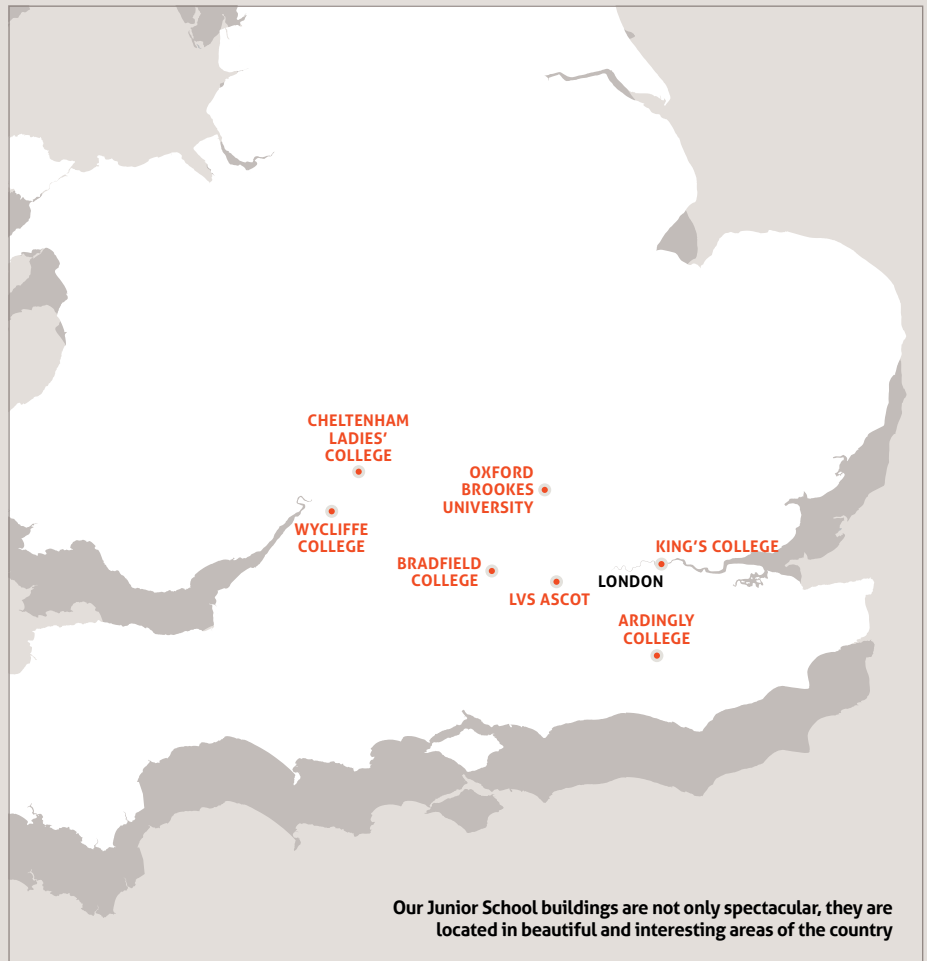 CHELTENHAM
LADIES'
COLLEGE
OXFORD
BROOKES
UNIVERSITY
WYCLIFFE
COLLEGE
BRADFIELD
COLLEGE
KING'S COLLEGE
LONDON
LVS ASCOT
ARDINGLY
COLLEGE
Our Junior School buildings are not only spectacular, they are
located in beautiful and interesting areas of the country